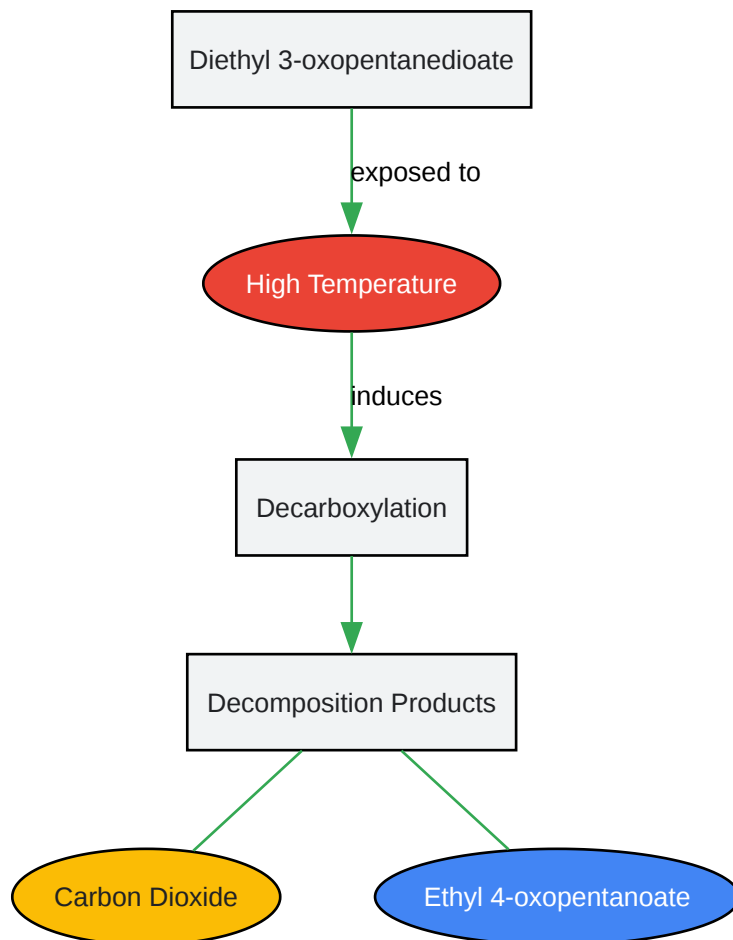 Diethyl 3-oxopentanedioate
exposed to
High Temperature
induces
Decarboxylation
Decomposition Products
Carbon Dioxide
Ethyl 4-oxopentanoate